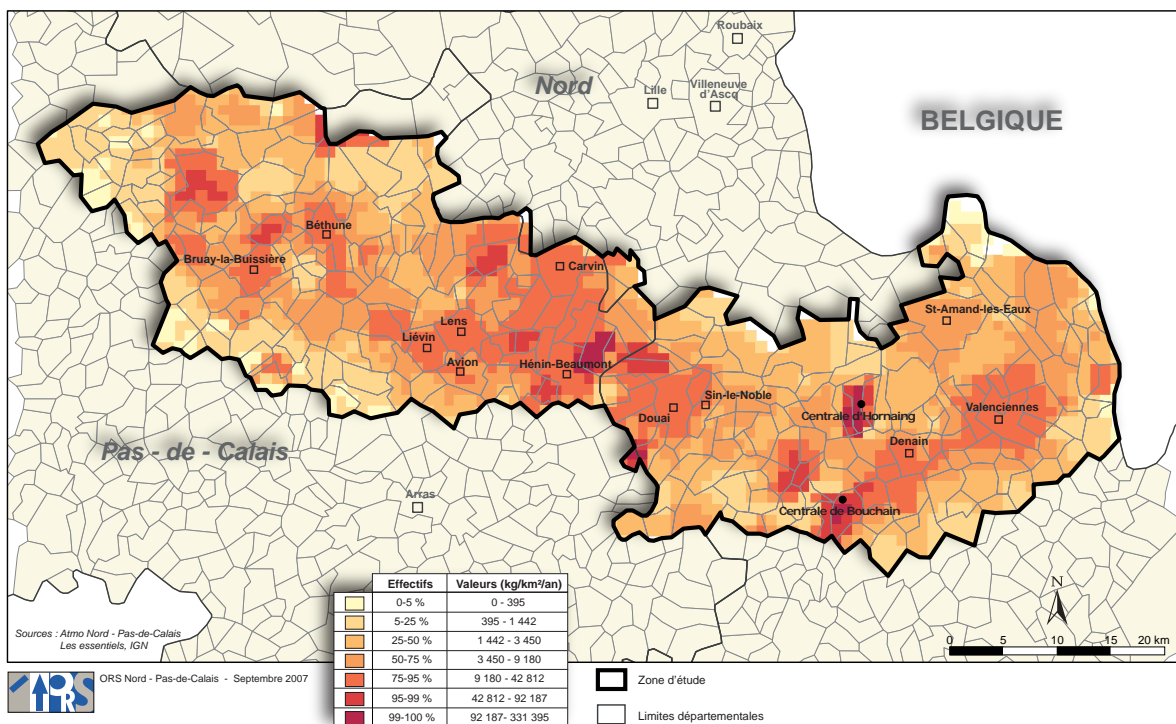 Roubaix
Nord
Lille
Villeneuve
d'Ascq
BELGIQUE
Béthune
Bruay-la-Buissière
Carvin
St-Amand-les-Eaux
Lens
Liévin
Avion
Hénin-Beaumont
Sin-le-Noble
Douai
Centrale d'Hornaing
Valenciennes
Denain
Pas - de - Calais
Arras
Centrale de Bouchain
N
0 5 10 15 20 km
Sources : Atmo Nord - Pas-de-Calais
Les essentiels, IGN
Effectifs Valeurs (kg/km²/an)
0-5 % 0 - 395
5-25 % 395 - 1 442
25-50 % 1 442 - 3 450
50-75 % 3 450 - 9 180
75-95 % 9 180 - 42 812
95-99 % 42 812 - 92 187
99-100 % 92 187- 331 395
ORS
ORS Nord - Pas-de-Calais - Septembre 2007
Zone d'étude
Limites départementales